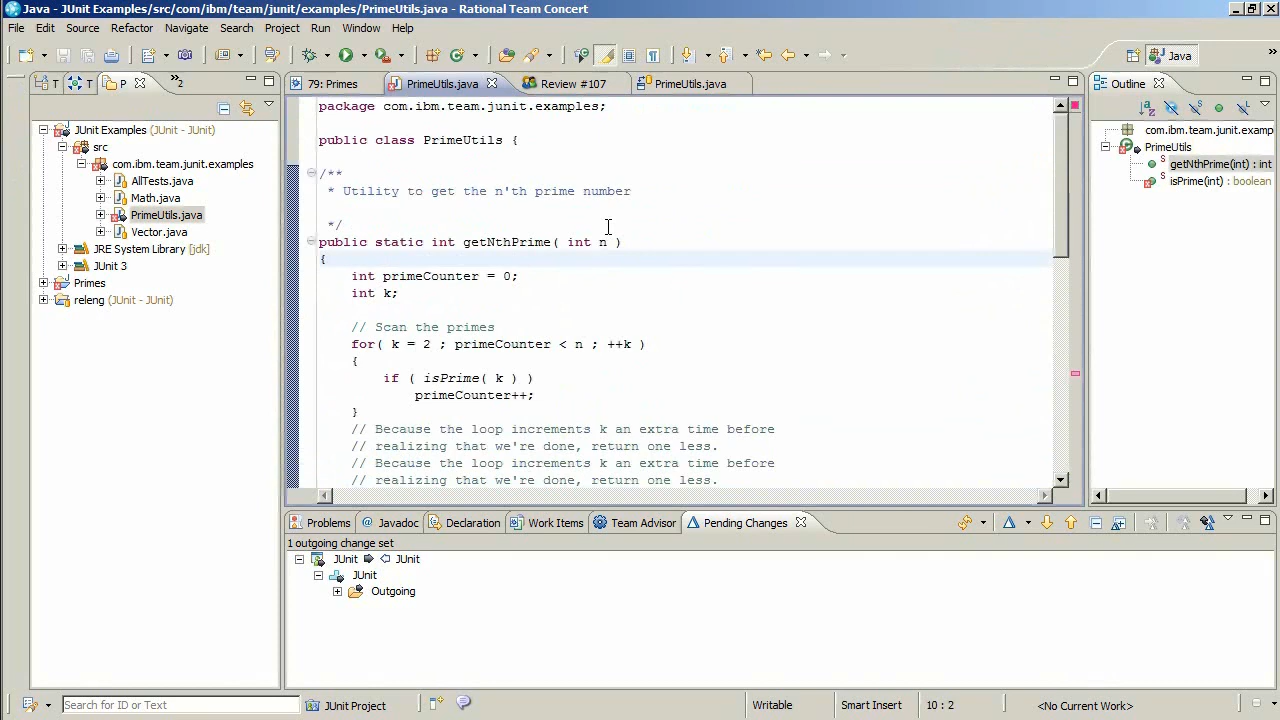 Java - JUnit Examples/src/com/ibm/team/junit/examples/PrimeUtils.java - Rational Team Concert
File Edit Source Refactor Navigate Search Project Run Window Help
Java
T T P 2
79: Primes PrimeUtils.java Review #107 PrimeUtils.java
Outline
JUnit Examples (JUnit - JUnit)
src
com.ibm.team.junit.examples
AllTests.java
Math.java
PrimeUtils.java
Vector.java
JRE System Library [jdk]
JUnit 3
Primes
releng (JUnit - JUnit)
package com.ibm.team.junit.examples;
public class PrimeUtils {
/**
* Utility to get the n'th prime number
*/
public static int getNthPrime( int n )
{
int primeCounter = 0;
int k;
// Scan the primes
for( k = 2 ; primeCounter < n ; ++k )
{
if ( isPrime( k ) )
primeCounter++;
}
// Because the loop increments k an extra time before
// realizing that we're done, return one less.
// Because the loop increments k an extra time before
// realizing that we're done, return one less.
com.ibm.team.junit.examp
PrimeUtils
getNthPrime(int) : int
isPrime(int) : boolean
Problems Javadoc Declaration Work Items Team Advisor Pending Changes
1 outgoing change set
JUnit JUnit
JUnit
Outgoing
Search for ID or Text
JUnit Project
Writable
Smart Insert
10 : 2
<No Current Work>